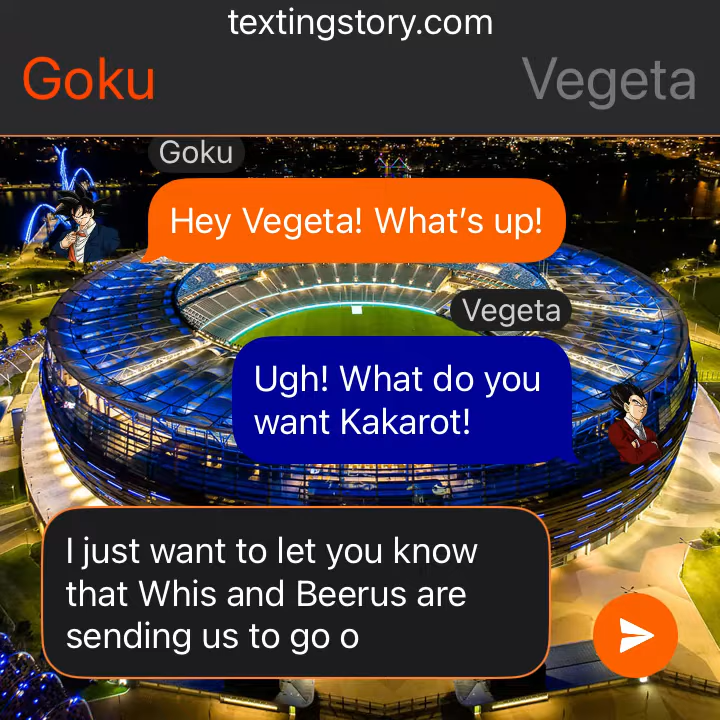 textingstory.com
Goku
Vegeta
Goku
Hey Vegeta! What’s up!
Vegeta
Ugh! What do you
want Kakarot!
I just want to let you know
that Whis and Beerus are
sending us to go o